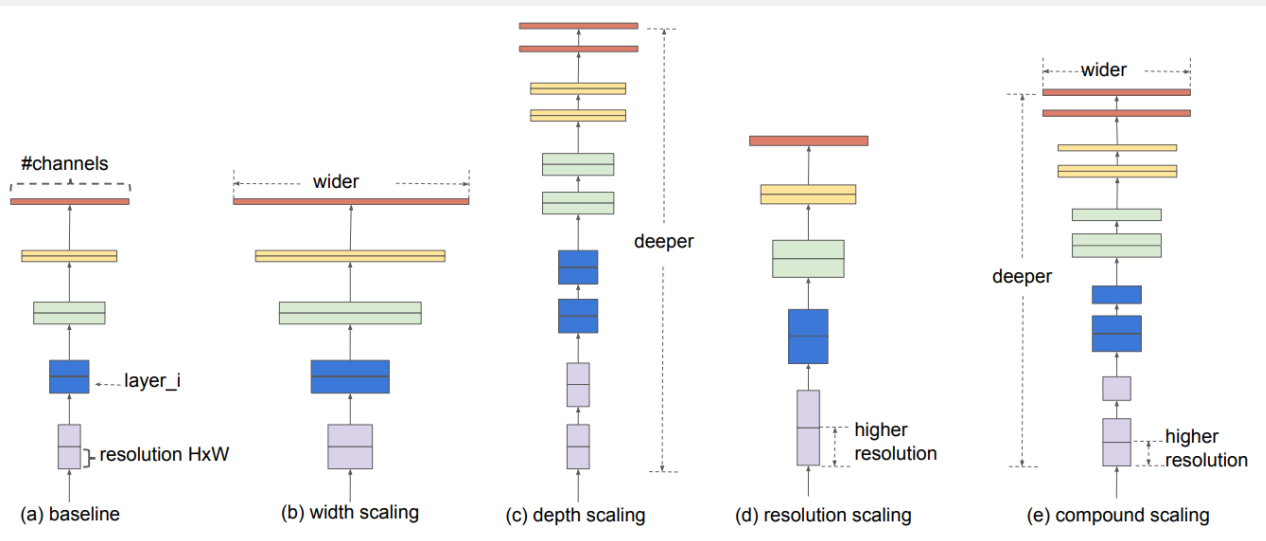 #channels
layer_i
resolution HxW
(a) baseline
wider
(b) width scaling
deeper
(c) depth scaling
higher
resolution
(d) resolution scaling
wider
deeper
higher
resolution
(e) compound scaling